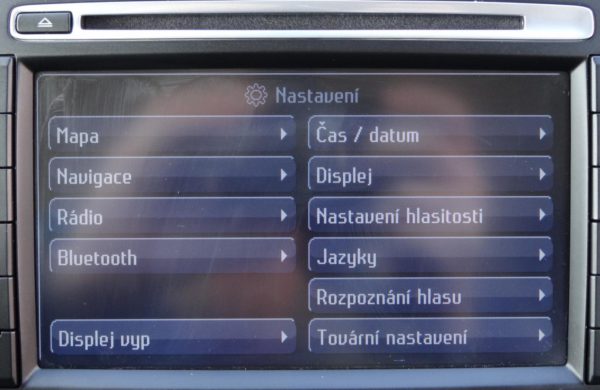 Nastavení
Mapa
Čas / datum
Navigace
Displej
Rádio
Nastavení hlasitosti
Bluetooth
Jazyky
Rozpoznání hlasu
Displej vyp
Tovární nastavení